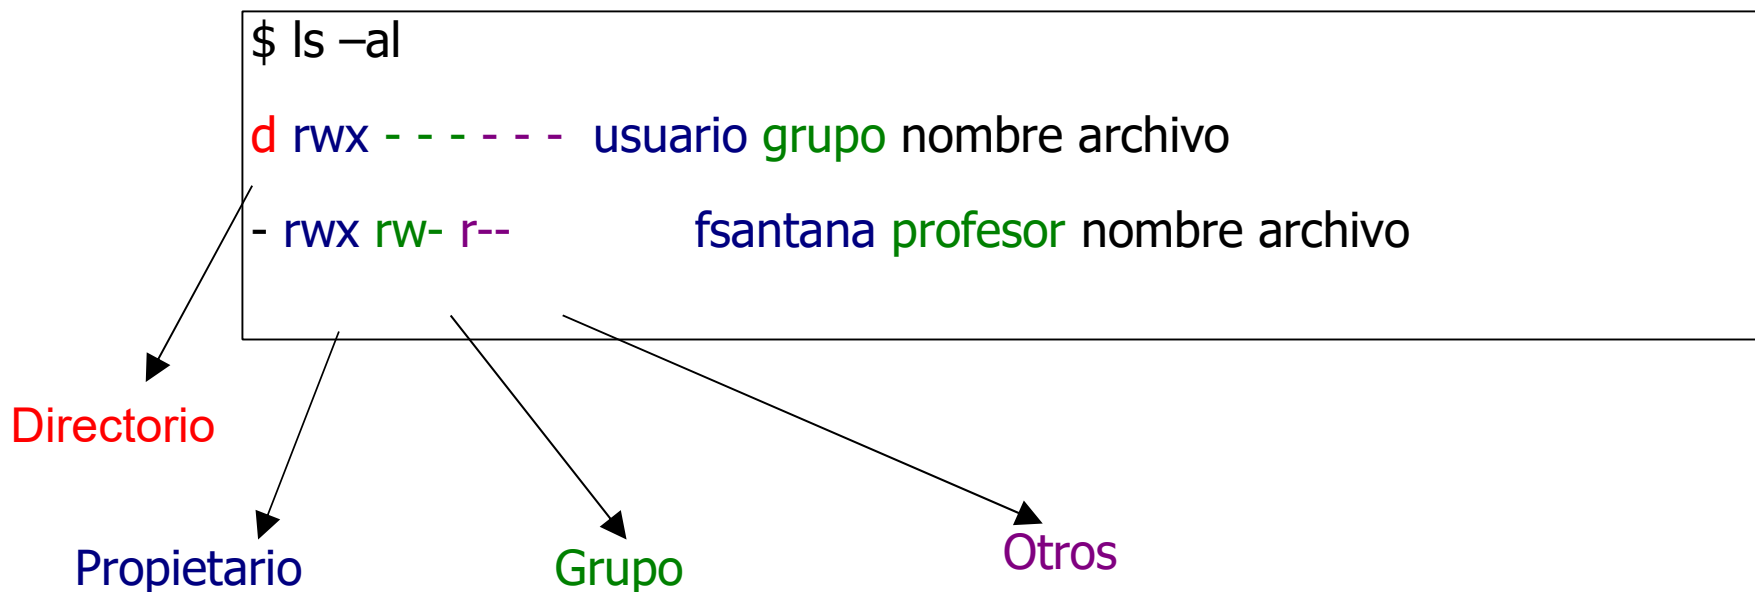 $ ls –al
d rwx - - - - - - usuario grupo nombre archivo
- rwx rw- r-- fsantana profesor nombre archivo
Directorio
Propietario
Grupo
Otros